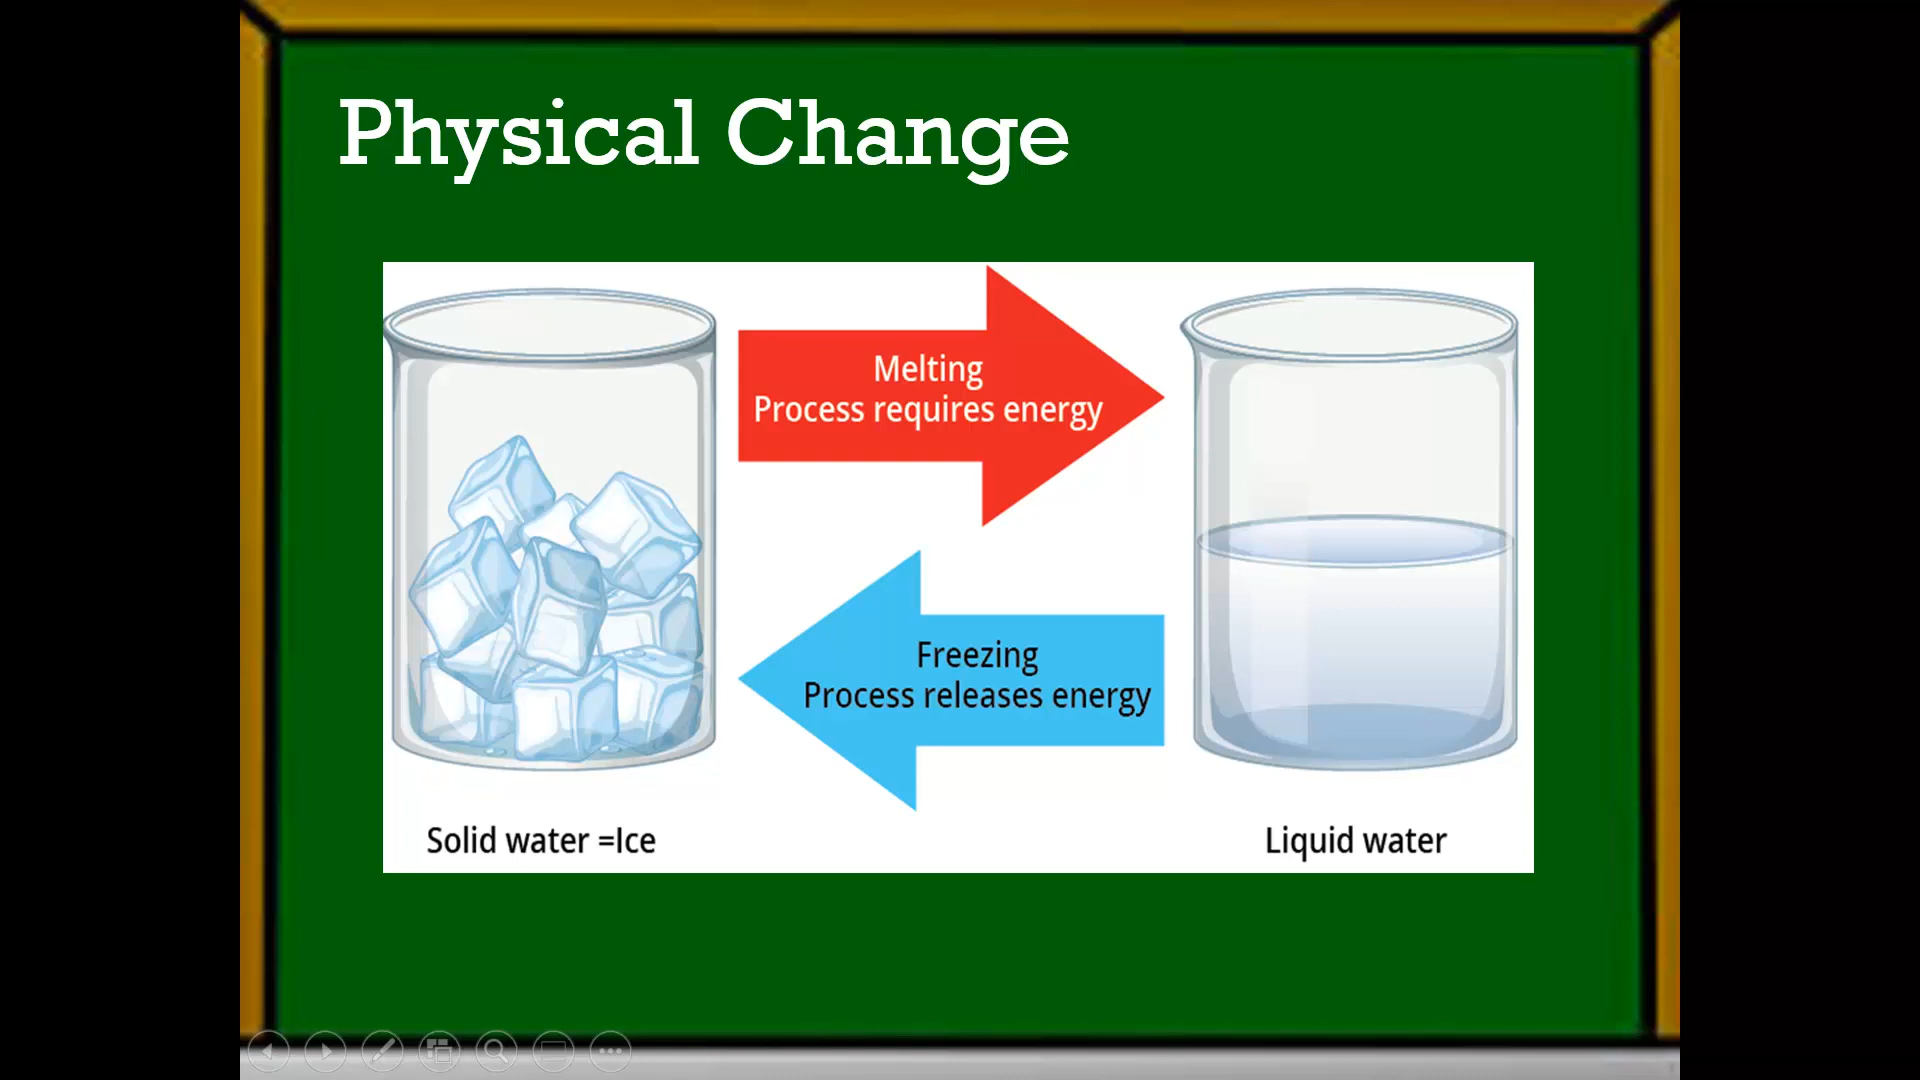 Physical Change
Melting
Process requires energy
Freezing
Process releases energy
Solid water =Ice
Liquid water